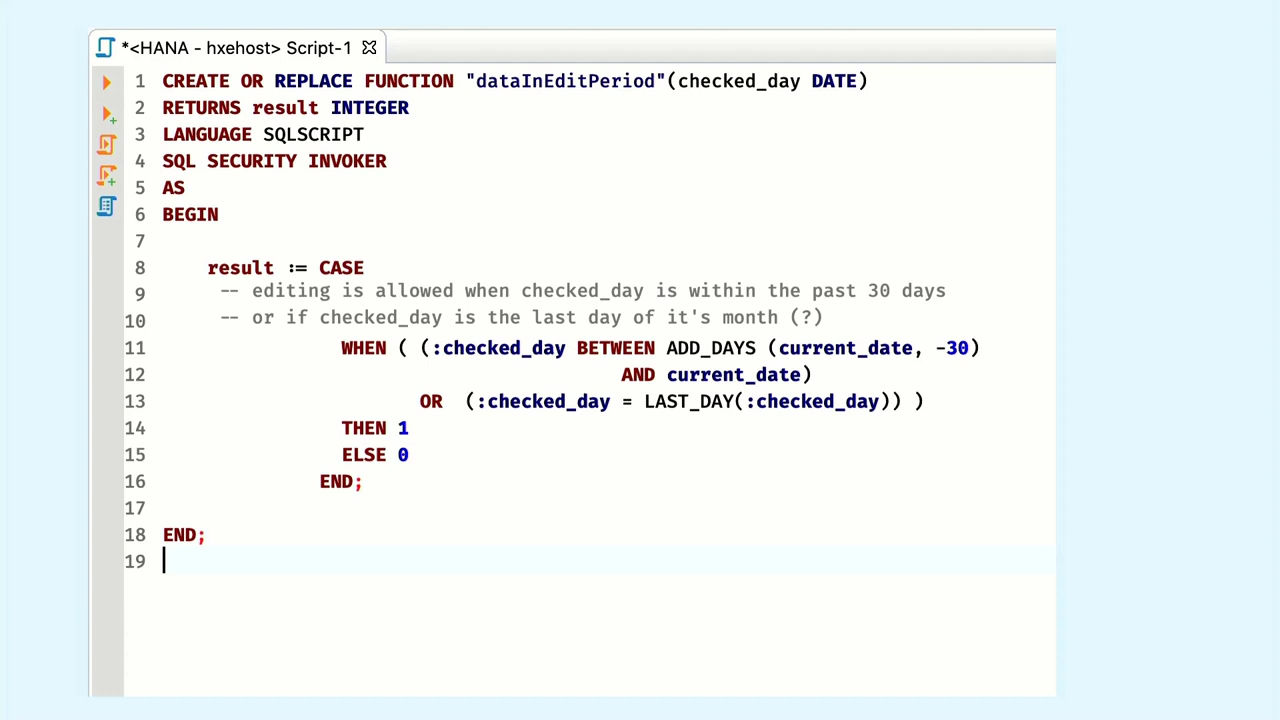 *<HANA - hxehost> Script-1
1 CREATE OR REPLACE FUNCTION "dataInEditPeriod"(checked_day DATE)
2 RETURNS result INTEGER
3 LANGUAGE SQLSCRIPT
4 SQL SECURITY INVOKER
5 AS
6 BEGIN
7
8 result := CASE
9 -- editing is allowed when checked_day is within the past 30 days
10 -- or if checked_day is the last day of it's month (?)
11 WHEN ( (:checked_day BETWEEN ADD_DAYS (current_date, -30)
12 AND current_date)
13 OR (:checked_day = LAST_DAY(:checked_day)) )
14 THEN 1
15 ELSE 0
16 END;
17
18 END;
19